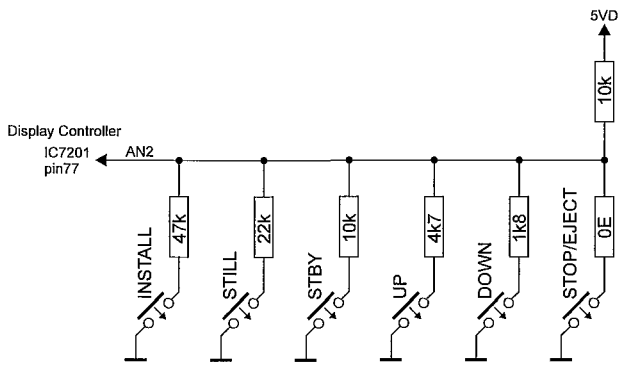 5VD
10k
Display Controller
IC7201 AN2
pin77
47k
22k
10k
4k7
1k8
0E
INSTALL
STILL
STBY
UP
DOWN
STOP/EJECT